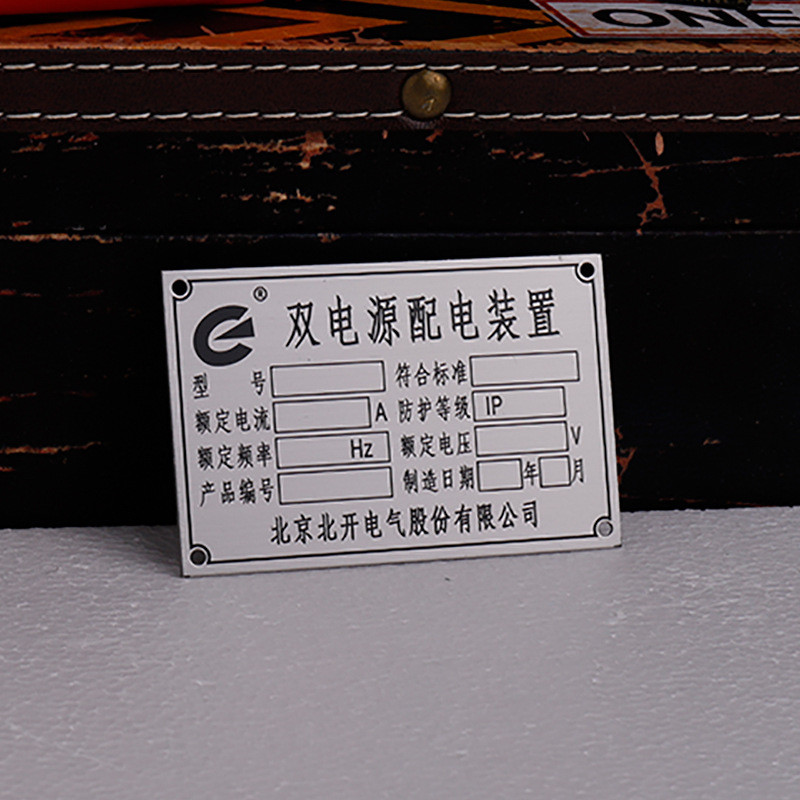 ONE
® 双电源配电装置
型 号 符合标准
额定电流 A 防护等级 IP
额定频率 Hz 额定电压 V
产品编号 制造日期 年 月
北京北开电气股份有限公司